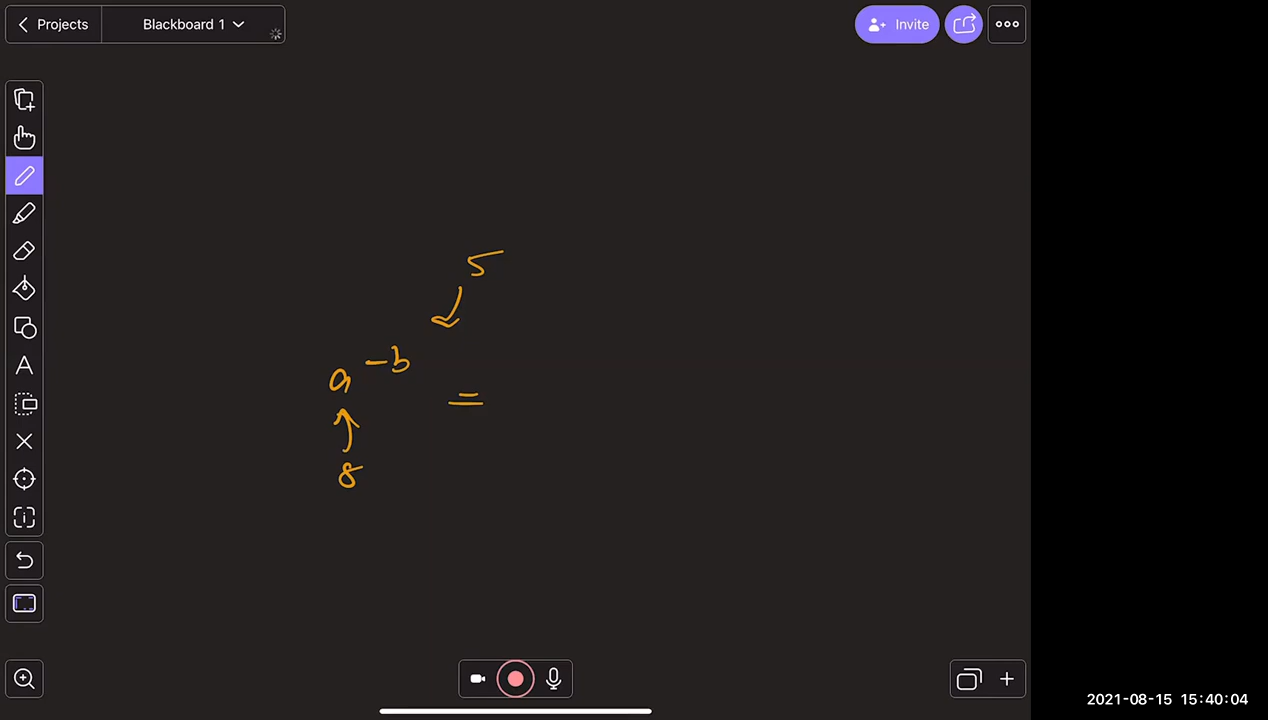 Projects
Blackboard 1
Invite
5
a -b =
8
2021-08-15 15:40:04